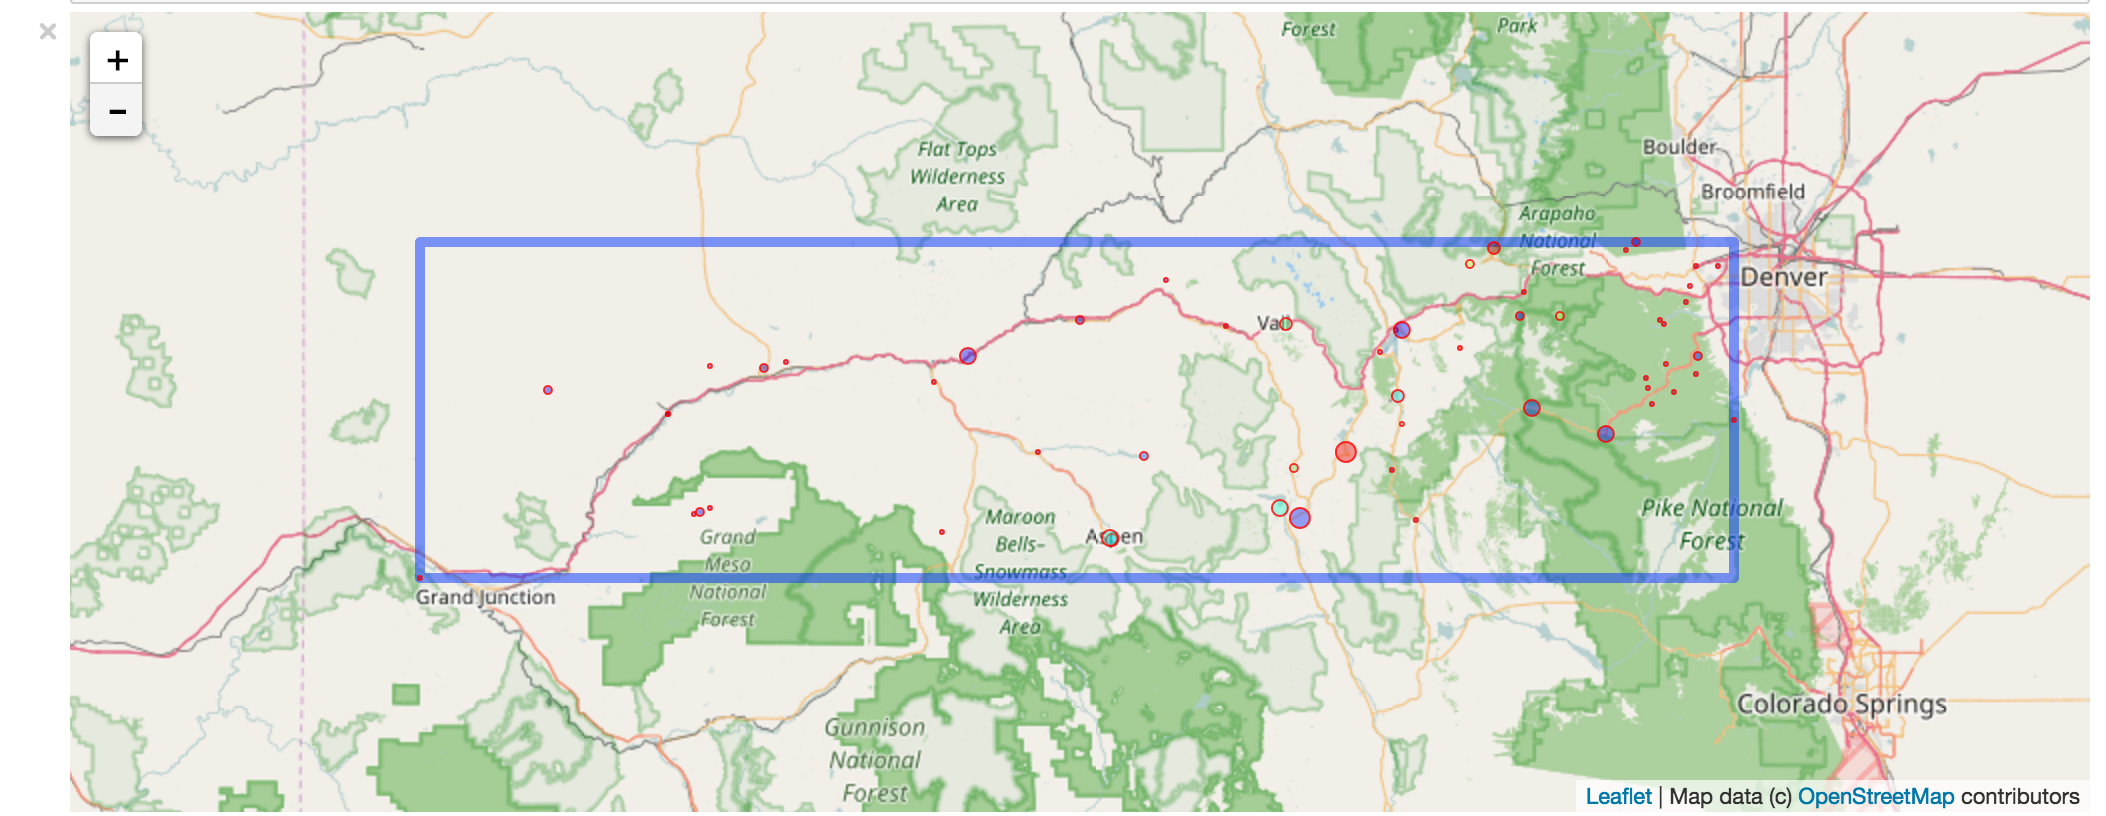 ×
+
−
Forest
Park
Boulder
Flat Tops
Wilderness
Area
Broomfield
Arapaho
National
Forest
Denver
Vail
Aspen
Grand
Mesa
National
Forest
Maroon
Bells–
Snowmass
Wilderness
Area
Pike National
Forest
Grand Junction
Colorado Springs
Gunnison
National
Forest
Leaflet | Map data (c) OpenStreetMap contributors